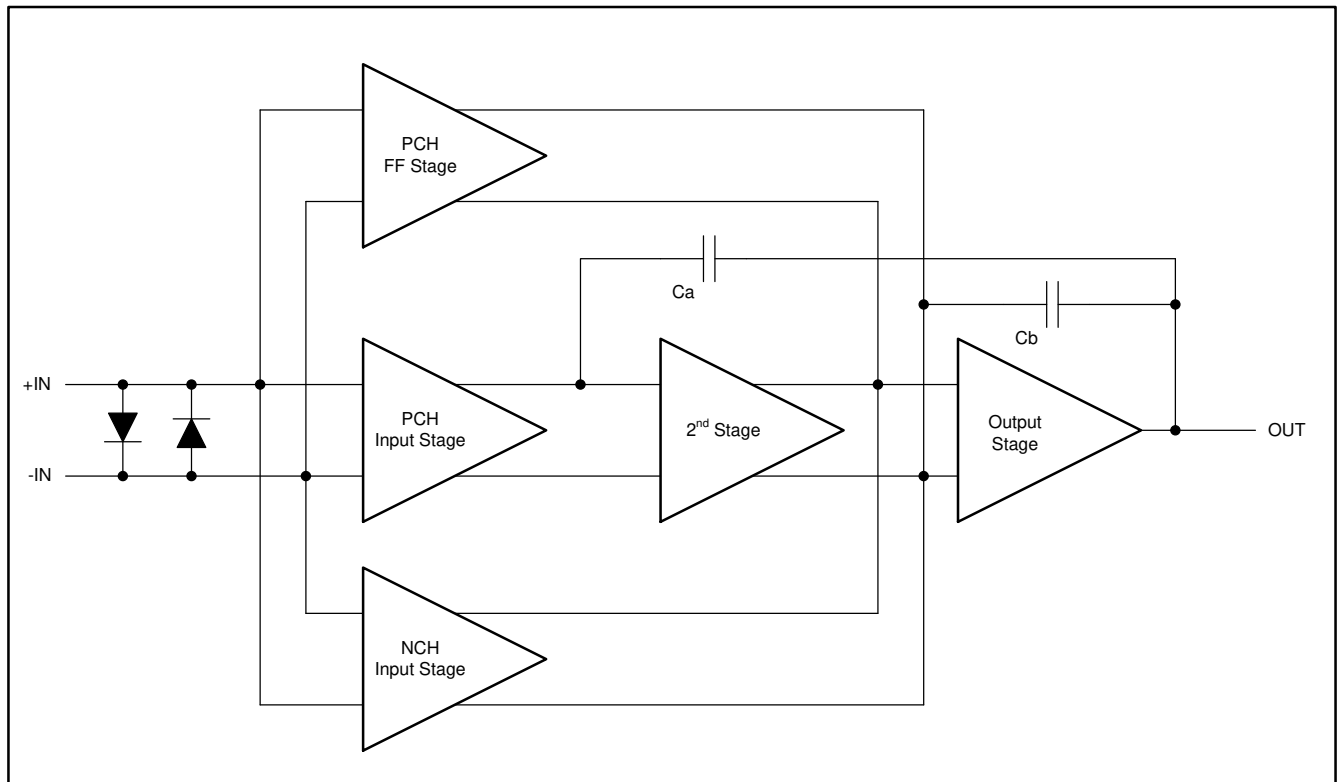 PCH
FF Stage
Ca
Cb
+IN
-IN
PCH
Input Stage
2nd Stage
Output
Stage
OUT
NCH
Input Stage